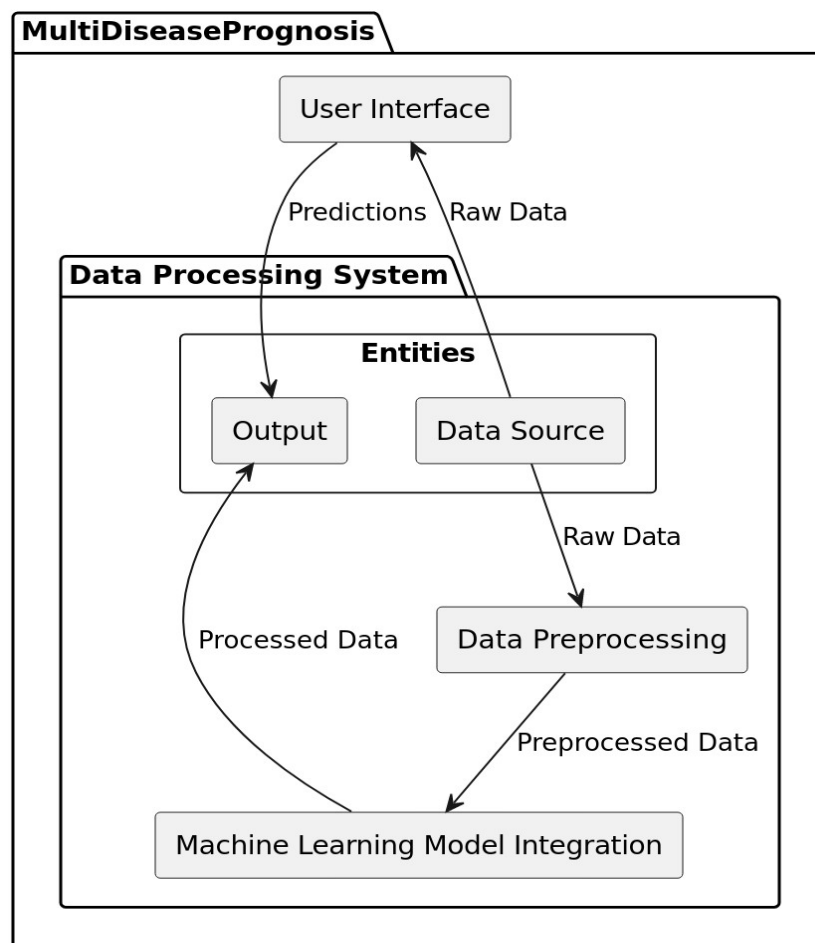 MultiDiseasePrognosis
User Interface
Predictions
Raw Data
Data Processing System
Entities
Output
Data Source
Raw Data
Data Preprocessing
Processed Data
Preprocessed Data
Machine Learning Model Integration